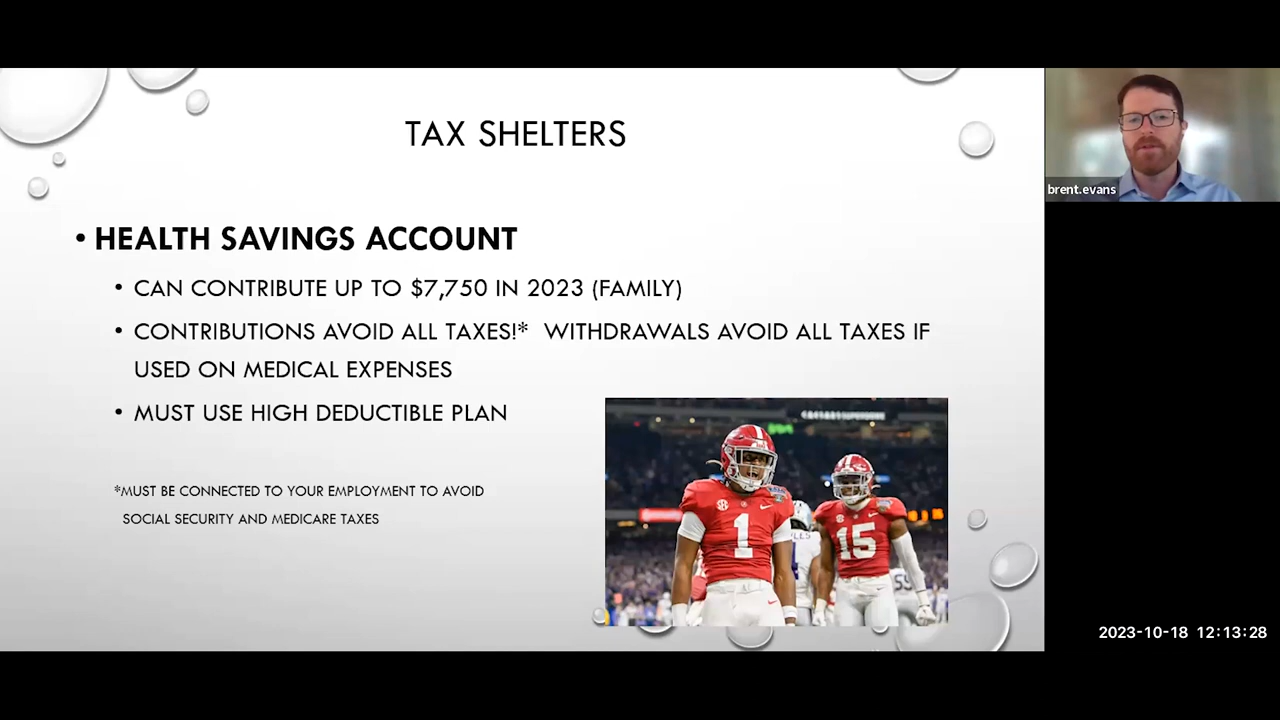 TAX SHELTERS
• HEALTH SAVINGS ACCOUNT
• CAN CONTRIBUTE UP TO $7,750 IN 2023 (FAMILY)
• CONTRIBUTIONS AVOID ALL TAXES!* WITHDRAWALS AVOID ALL TAXES IF
USED ON MEDICAL EXPENSES
• MUST USE HIGH DEDUCTIBLE PLAN
*MUST BE CONNECTED TO YOUR EMPLOYMENT TO AVOID
SOCIAL SECURITY AND MEDICARE TAXES
1
15
brent.evans
2023-10-18 12:13:28